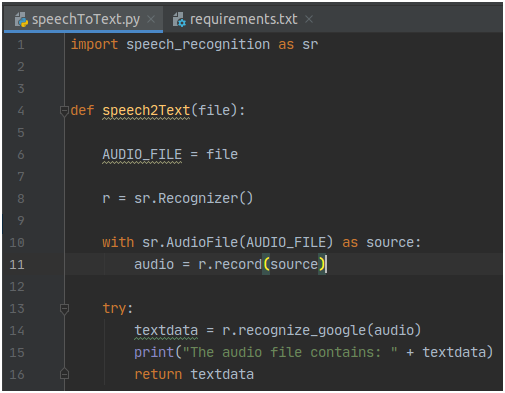 speechToText.py × requirements.txt ×
1 import speech_recognition as sr
2
3
4 def speech2Text(file):
5
6     AUDIO_FILE = file
7
8     r = sr.Recognizer()
9
10     with sr.AudioFile(AUDIO_FILE) as source:
11         audio = r.record(source)
12
13     try:
14         textdata = r.recognize_google(audio)
15         print("The audio file contains: " + textdata)
16         return textdata